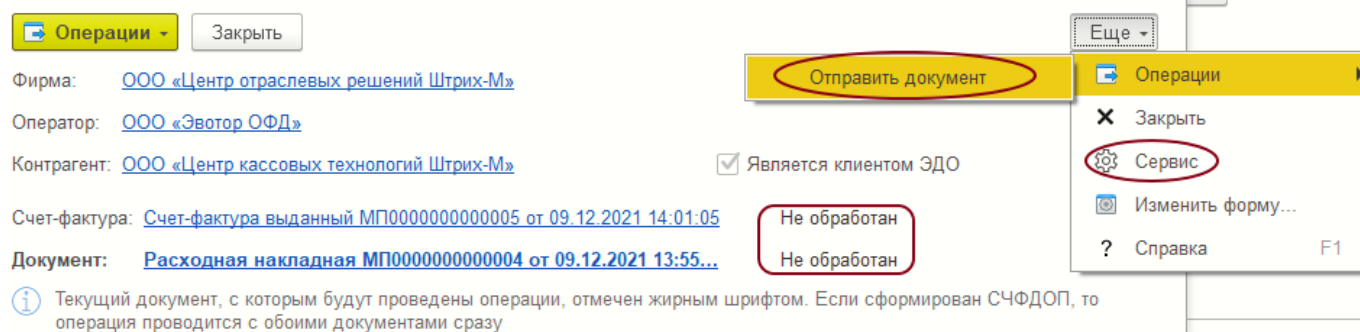 Операции
Закрыть
Еще
Фирма: ООО «Центр отраслевых решений Штрих-М»
Отправить документ
Операции
Оператор: ООО «Эвотор ОФД»
Закрыть
Контрагент: ООО «Центр кассовых технологий Штрих-М»
Является клиентом ЭДО
Сервис
Изменить форму...
Счет-фактура: Счет-фактура выданный МП0000000000005 от 09.12.2021 14:01:05
Не обработан
Справка F1
Документ: Расходная накладная МП0000000000004 от 09.12.2021 13:55...
Не обработан
Текущий документ, с которым будут проведены операции, отмечен жирным шрифтом. Если сформирован СЧФДОП, то
операция проводится с обоими документами сразу